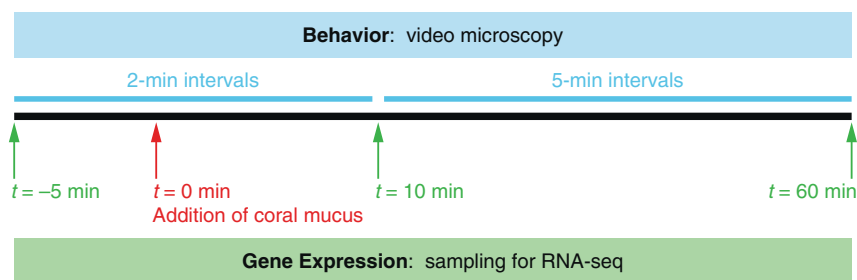 Behavior: video microscopy
2-min intervals 5-min intervals
t = –5 min t = 0 min t = 10 min t = 60 min
Addition of coral mucus
Gene Expression: sampling for RNA-seq